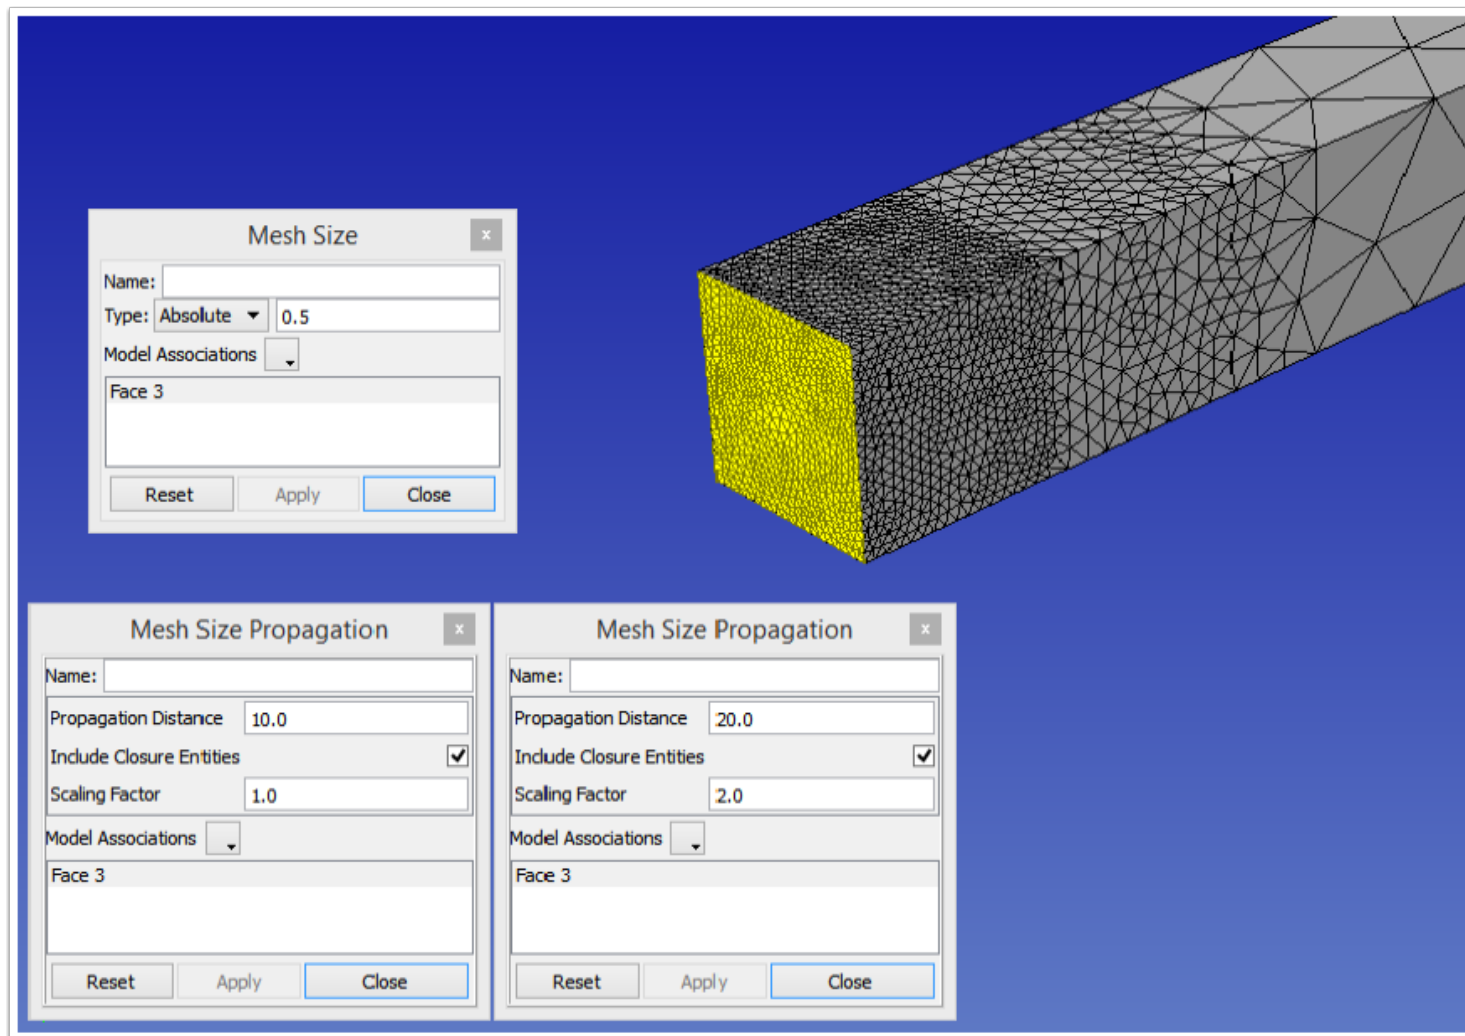 Mesh Size
x
Name:
Type: Absolute 0.5
Model Associations
Face 3
Reset Apply Close
Mesh Size Propagation
x
Name:
Propagation Distance 10.0
Include Closure Entities
Scaling Factor 1.0
Model Associations
Face 3
Reset Apply Close
Mesh Size Propagation
x
Name:
Propagation Distance 20.0
Include Closure Entities
Scaling Factor 2.0
Model Associations
Face 3
Reset Apply Close